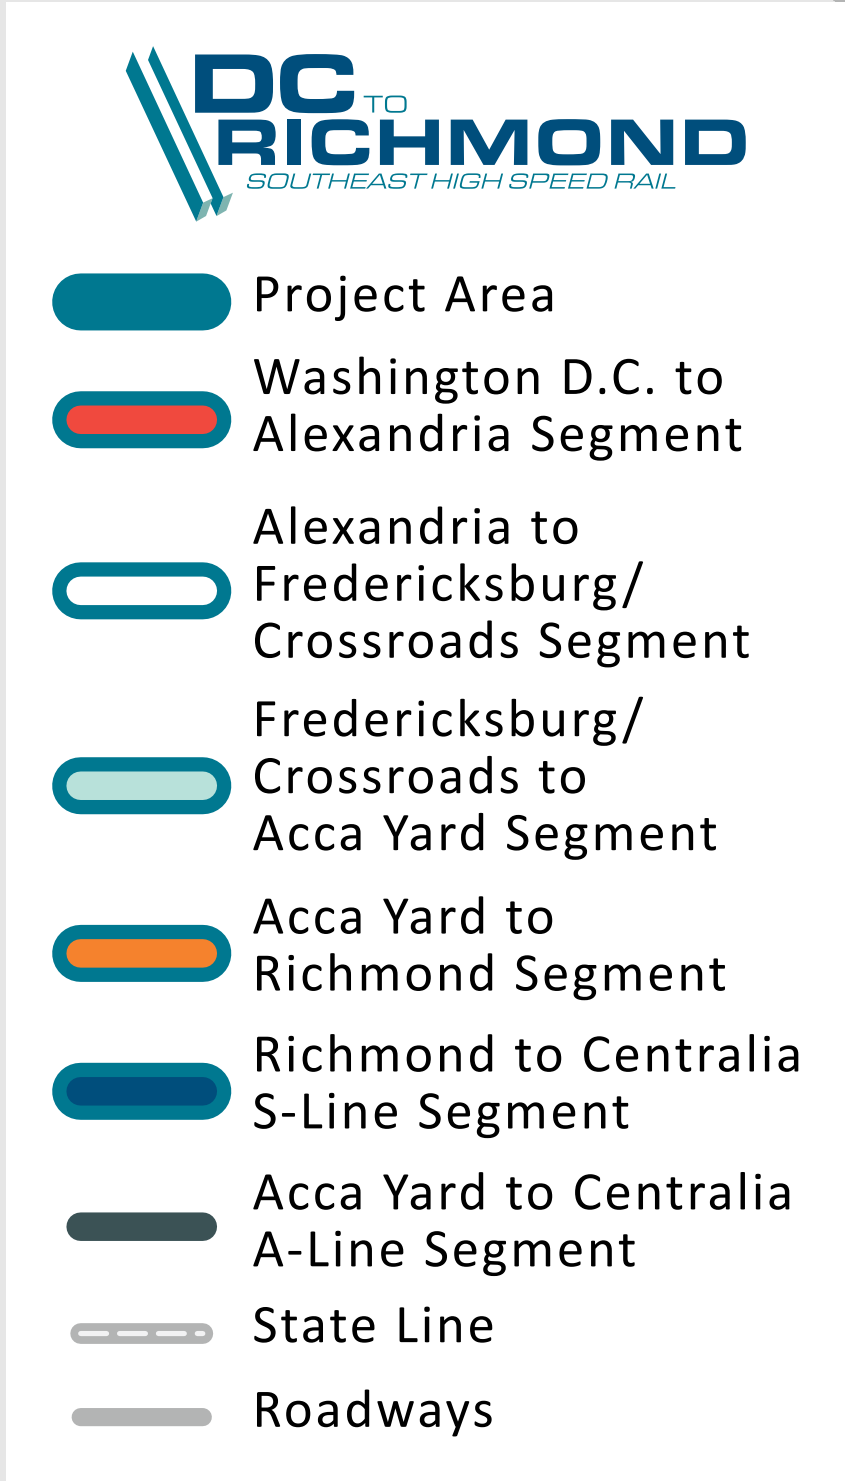 DC TO
RICHMOND
SOUTHEAST HIGH SPEED RAIL
Project Area
Washington D.C. to
Alexandria Segment
Alexandria to
Fredericksburg/
Crossroads Segment
Fredericksburg/
Crossroads to
Acca Yard Segment
Acca Yard to
Richmond Segment
Richmond to Centralia
S-Line Segment
Acca Yard to Centralia
A-Line Segment
State Line
Roadways